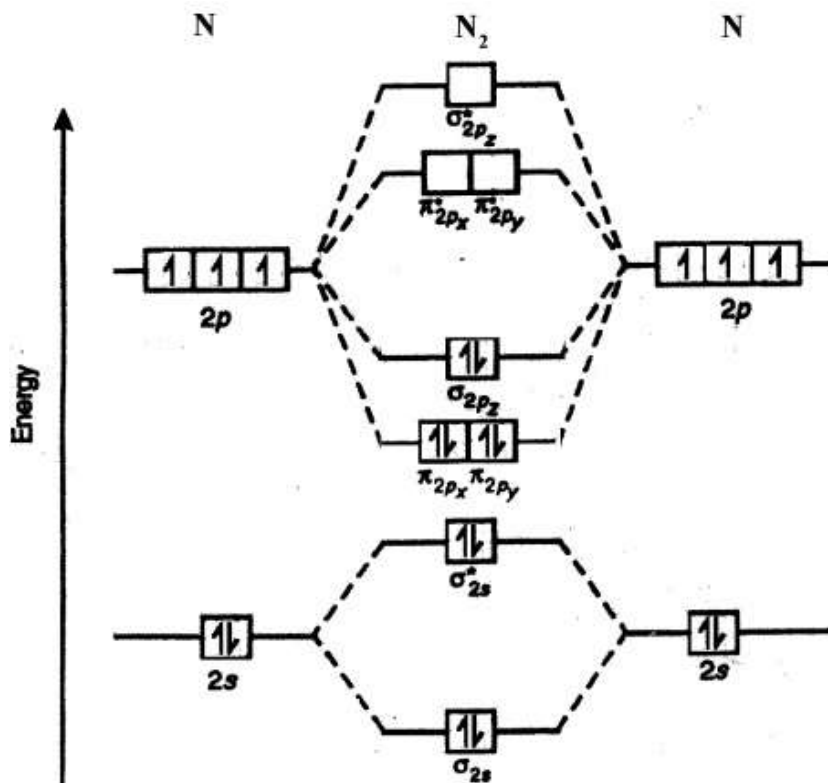 N N₂ N
σ*2pz
π*2px π*2py
2p 2p
σ2pz
Energy
π2px π2py
σ*2s
2s 2s
σ2s